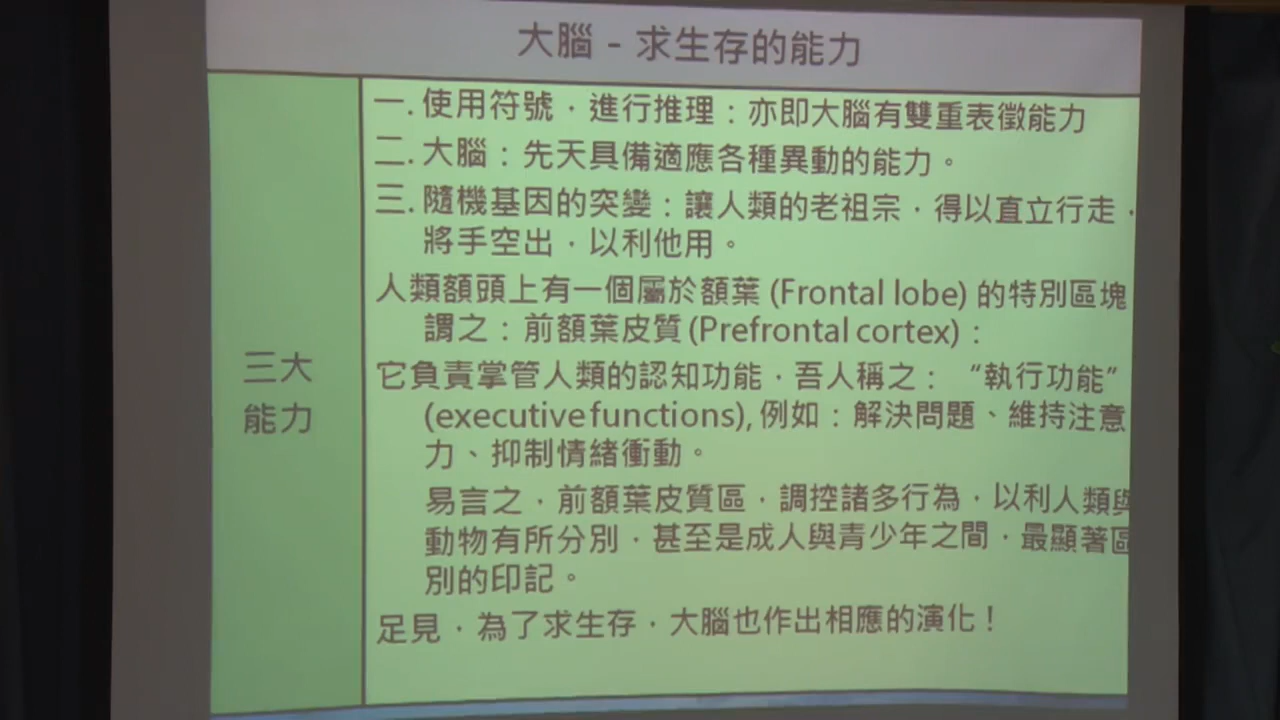 大腦 - 求生存的能力
三大
能力
一. 使用符號，進行推理：亦即大腦有雙重表徵能力
二. 大腦：先天具備適應各種異動的能力。
三. 隨機基因的突變：讓人類的老祖宗，得以直立行走，
將手空出，以利他用。
人類額頭上有一個屬於額葉 (Frontal lobe) 的特別區塊
謂之：前額葉皮質 (Prefrontal cortex)：
它負責掌管人類的認知功能，吾人稱之： “執行功能”
(executive functions), 例如：解決問題、維持注意
力、抑制情緒衝動。
易言之，前額葉皮質區，調控諸多行為，以利人類與
動物有所分別，甚至是成人與青少年之間，最顯著區
別的印記。
足見，為了求生存，大腦也作出相應的演化！